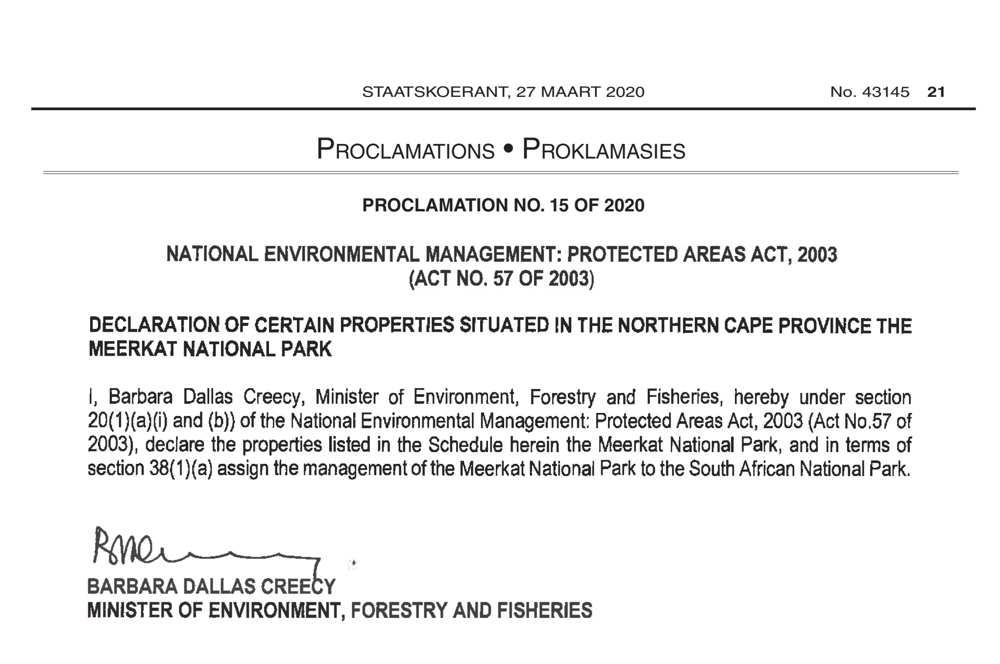 STAATSKOERANT, 27 MAART 2020 No. 43145 21
PROCLAMATIONS • PROKLAMASIES
PROCLAMATION NO. 15 OF 2020
NATIONAL ENVIRONMENTAL MANAGEMENT: PROTECTED AREAS ACT, 2003
(ACT NO. 57 OF 2003)
DECLARATION OF CERTAIN PROPERTIES SITUATED IN THE NORTHERN CAPE PROVINCE THE
MEERKAT NATIONAL PARK
I, Barbara Dallas Creecy, Minister of Environment, Forestry and Fisheries, hereby under section
20(1)(a)(i) and (b)) of the National Environmental Management: Protected Areas Act, 2003 (Act No.57 of
2003), declare the properties listed in the Schedule herein the Meerkat National Park, and in terms of
section 38(1)(a) assign the management of the Meerkat National Park to the South African National Park.
BARBARA DALLAS CREECY
MINISTER OF ENVIRONMENT, FORESTRY AND FISHERIES